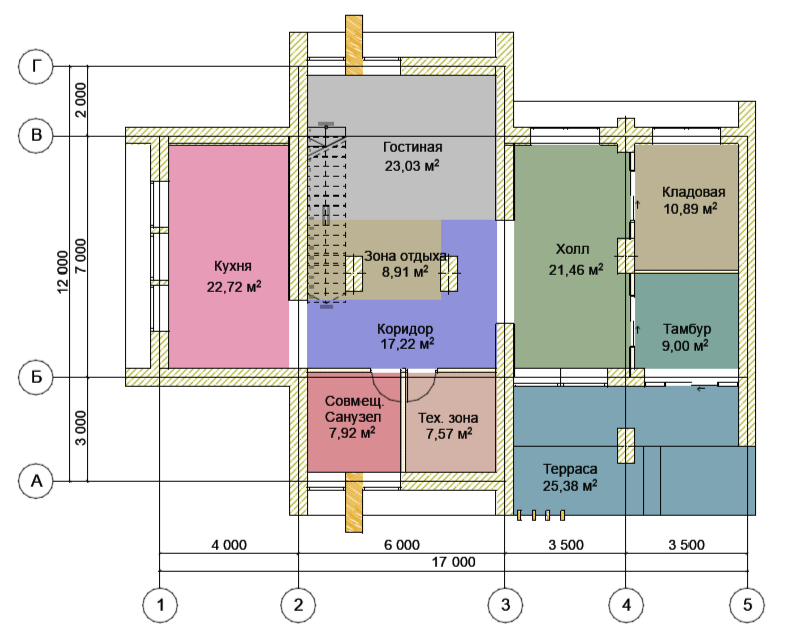 Г
2 000
В
Гостиная
23,03 м²
Кладовая
10,89 м²
12 000
7 000
Кухня
22,72 м²
Зона отдыха
8,91 м²
Холл
21,46 м²
Коридор
17,22 м²
Тамбур
9,00 м²
Б
3 000
Совмещ.
Санузел
7,92 м²
Тех. зона
7,57 м²
Терраса
25,38 м²
А
4 000
6 000
3 500
3 500
17 000
1
2
3
4
5